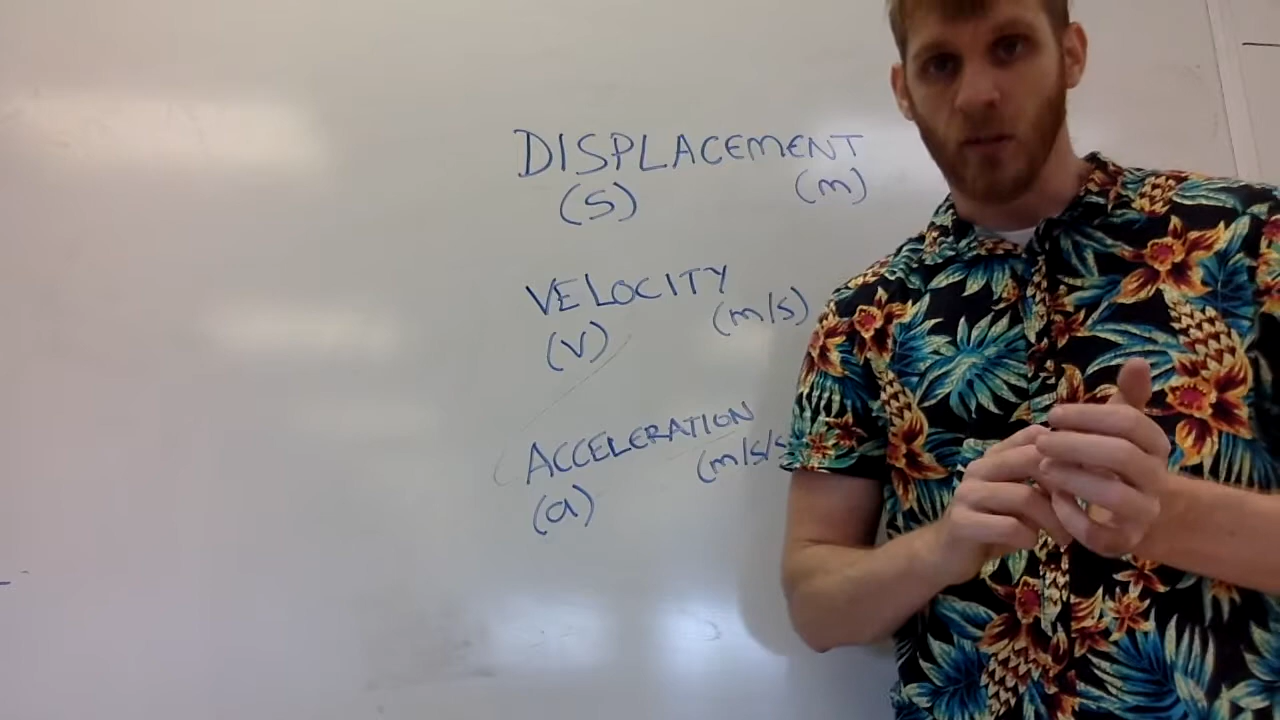 DISPLACEMENT
(S) (m)
VELOCITY
(m/s)
(V)
ACCELERATION
(m/s/s
(a)